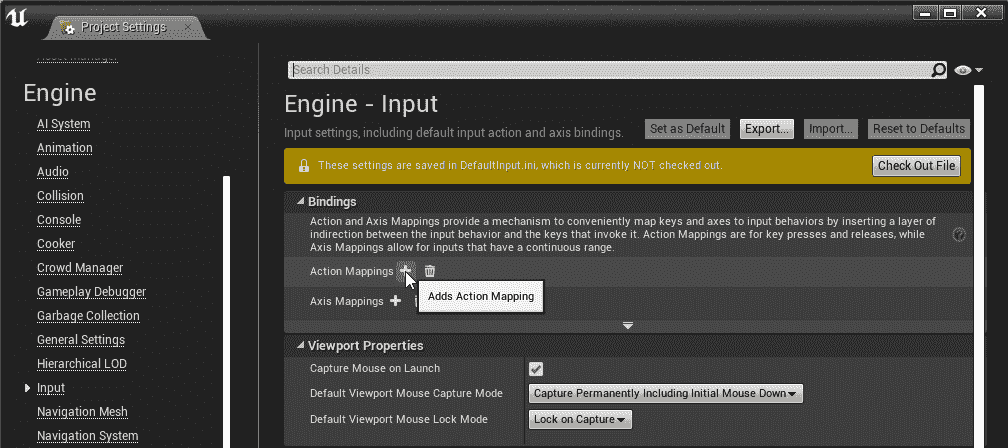 Project Settings
Search Details
Engine
AI System
Animation
Audio
Collision
Console
Cooker
Crowd Manager
Gameplay Debugger
Garbage Collection
General Settings
Hierarchical LOD
Input
Navigation Mesh
Navigation System
Engine - Input
Input settings, including default input action and axis bindings.
Set as Default
Export...
Import...
Reset to Defaults
These settings are saved in DefaultInput.ini, which is currently NOT checked out.
Check Out File
Bindings
Action and Axis Mappings provide a mechanism to conveniently map keys and axes to input behaviors by inserting a layer of
indirection between the input behavior and the keys that invoke it. Action Mappings are for key presses and releases, while
Axis Mappings allow for inputs that have a continuous range.
Action Mappings
Adds Action Mapping
Axis Mappings
Viewport Properties
Capture Mouse on Launch
Default Viewport Mouse Capture Mode
Capture Permanently Including Initial Mouse Down
Default Viewport Mouse Lock Mode
Lock on Capture